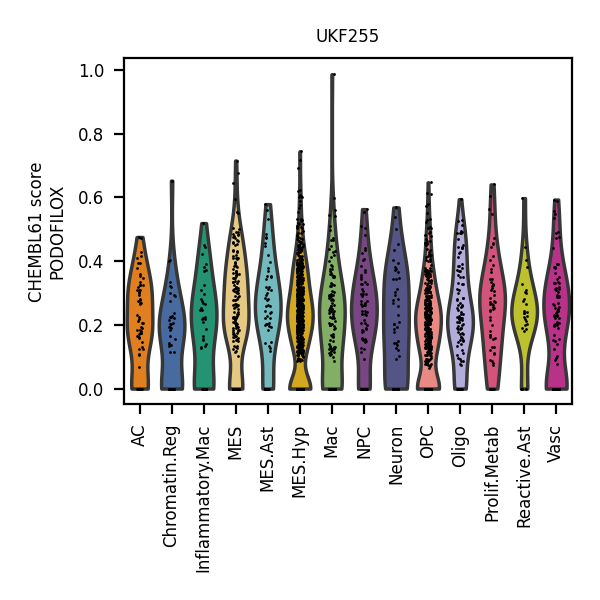 UKF255
CHEMBL61 score
PODOFILOX
1.0
0.8
0.6
0.4
0.2
0.0
AC
Chromatin.Reg
Inflammatory.Mac
MES
MES.Ast
MES.Hyp
Mac
NPC
Neuron
OPC
Oligo
Prolif.Metab
Reactive.Ast
Vasc